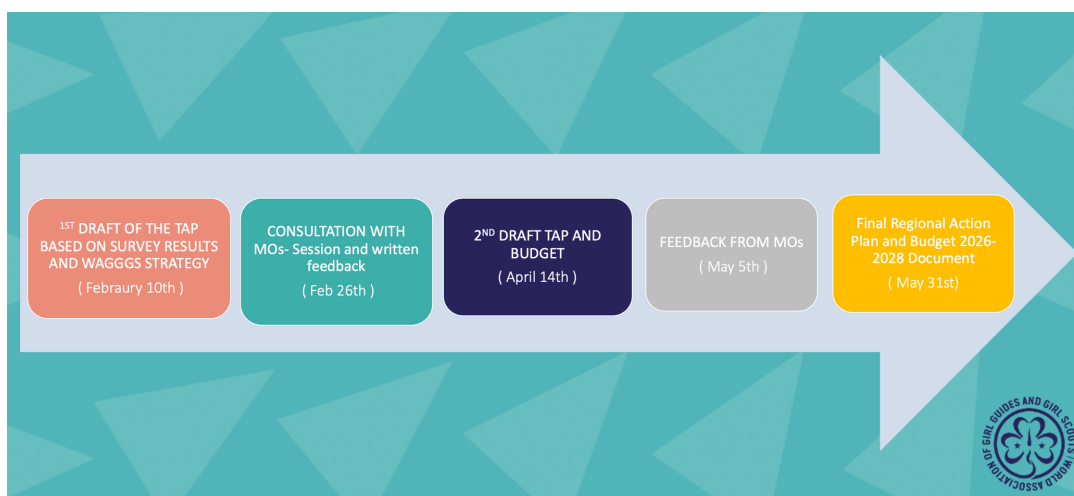 1ST DRAFT OF THE TAP
BASED ON SURVEY RESULTS
AND WAGGGS STRATEGY
( Febraury 10th )
CONSULTATION WITH
MOs- Session and written
feedback
( Feb 26th )
2ND DRAFT TAP AND
BUDGET
( April 14th )
FEEDBACK FROM MOs
( May 5th )
Final Regional Action
Plan and Budget 2026-
2028 Document
( May 31st)
WORLD ASSOCIATION OF GIRL GUIDES AND GIRL SCOUTS